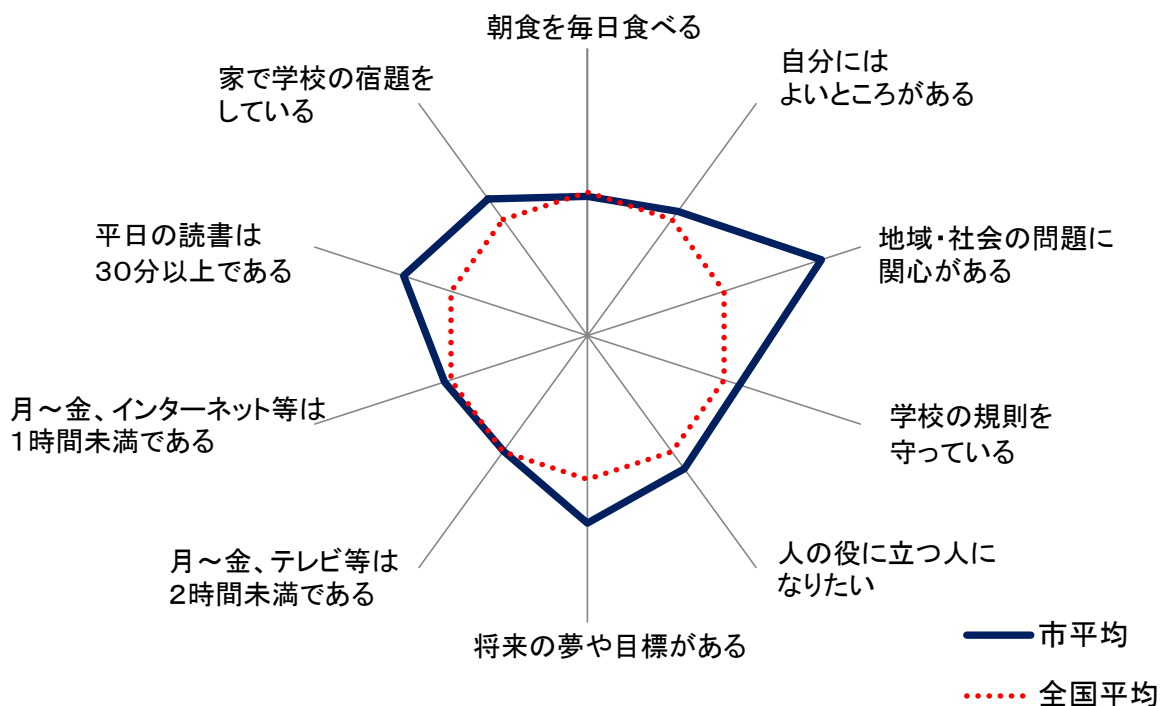 朝食を毎日食べる
自分には
よいところがある
地域・社会の問題に
関心がある
学校の規則を
守っている
人の役に立つ人に
なりたい
将来の夢や目標がある
月～金、テレビ等は
２時間未満である
月～金、インターネット等は
１時間未満である
平日の読書は
３０分以上である
家で学校の宿題を
している
市平均
全国平均